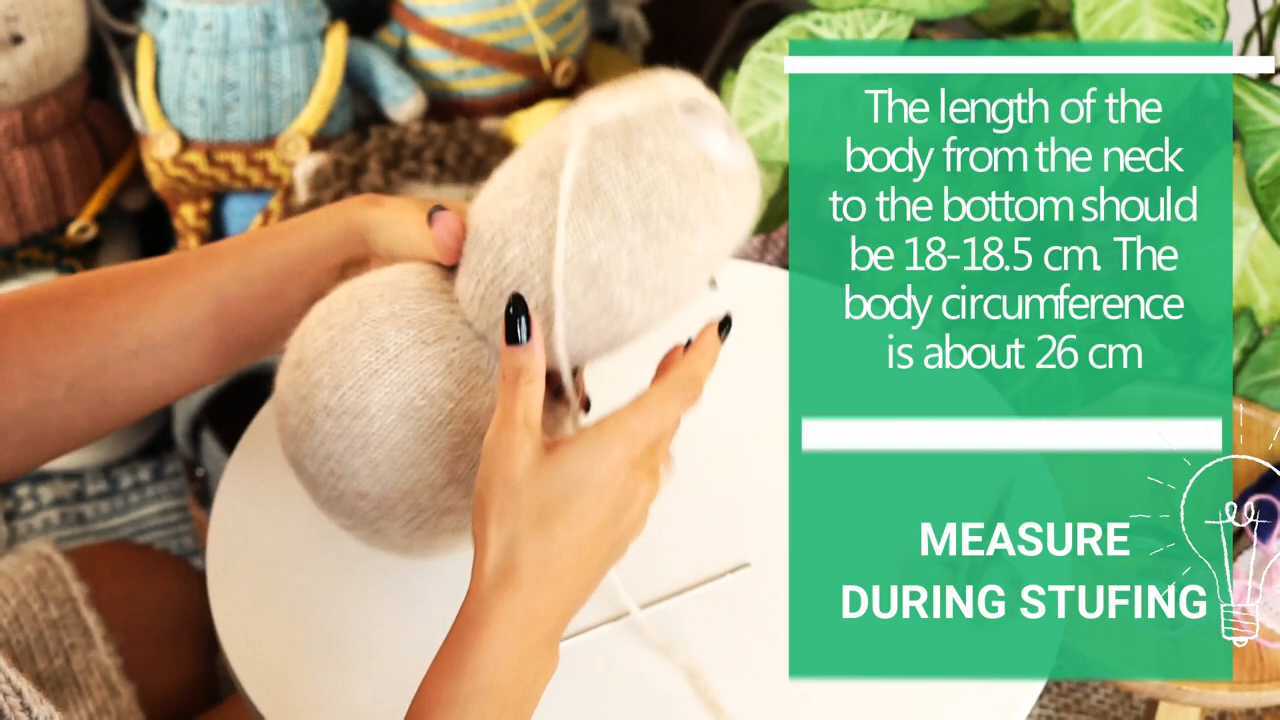 The length of the
body from the neck
to the bottom should
be 18-18.5 cm. The
body circumference
is about 26 cm
MEASURE
DURING STUFING